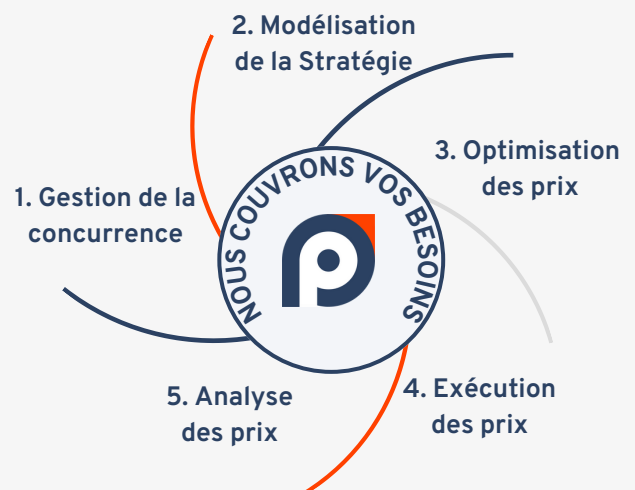 2. Modélisation
de la Stratégie
3. Optimisation
des prix
1. Gestion de la
concurrence
NOUS COUVRONS VOS BESOINS
5. Analyse
des prix
4. Exécution
des prix